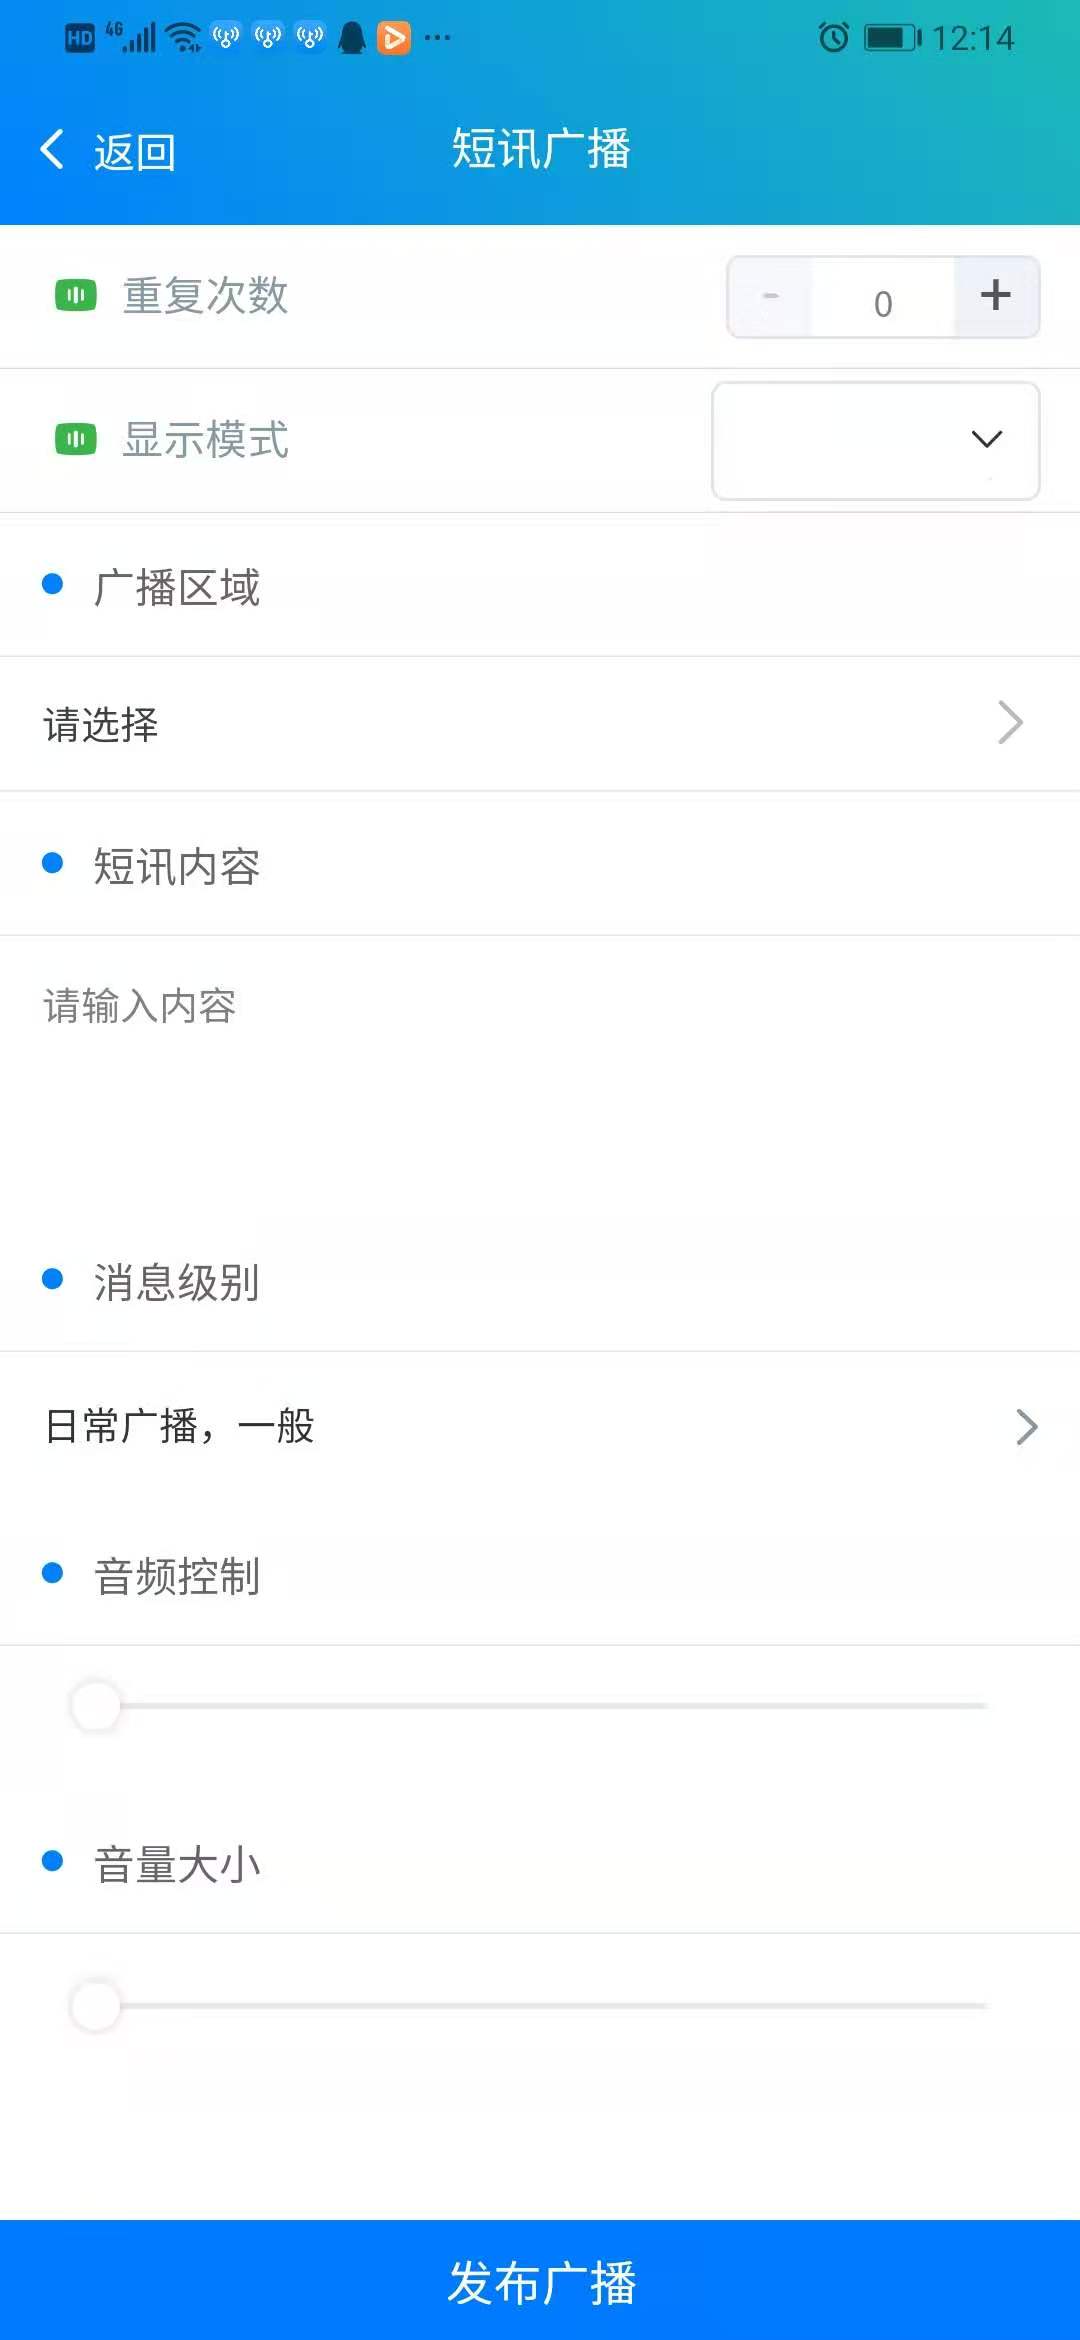 HD 4G 12:14
返回 短讯广播
重复次数 - 0 +
显示模式
广播区域
请选择
短讯内容
请输入内容
消息级别
日常广播，一般
音频控制
音量大小
发布广播